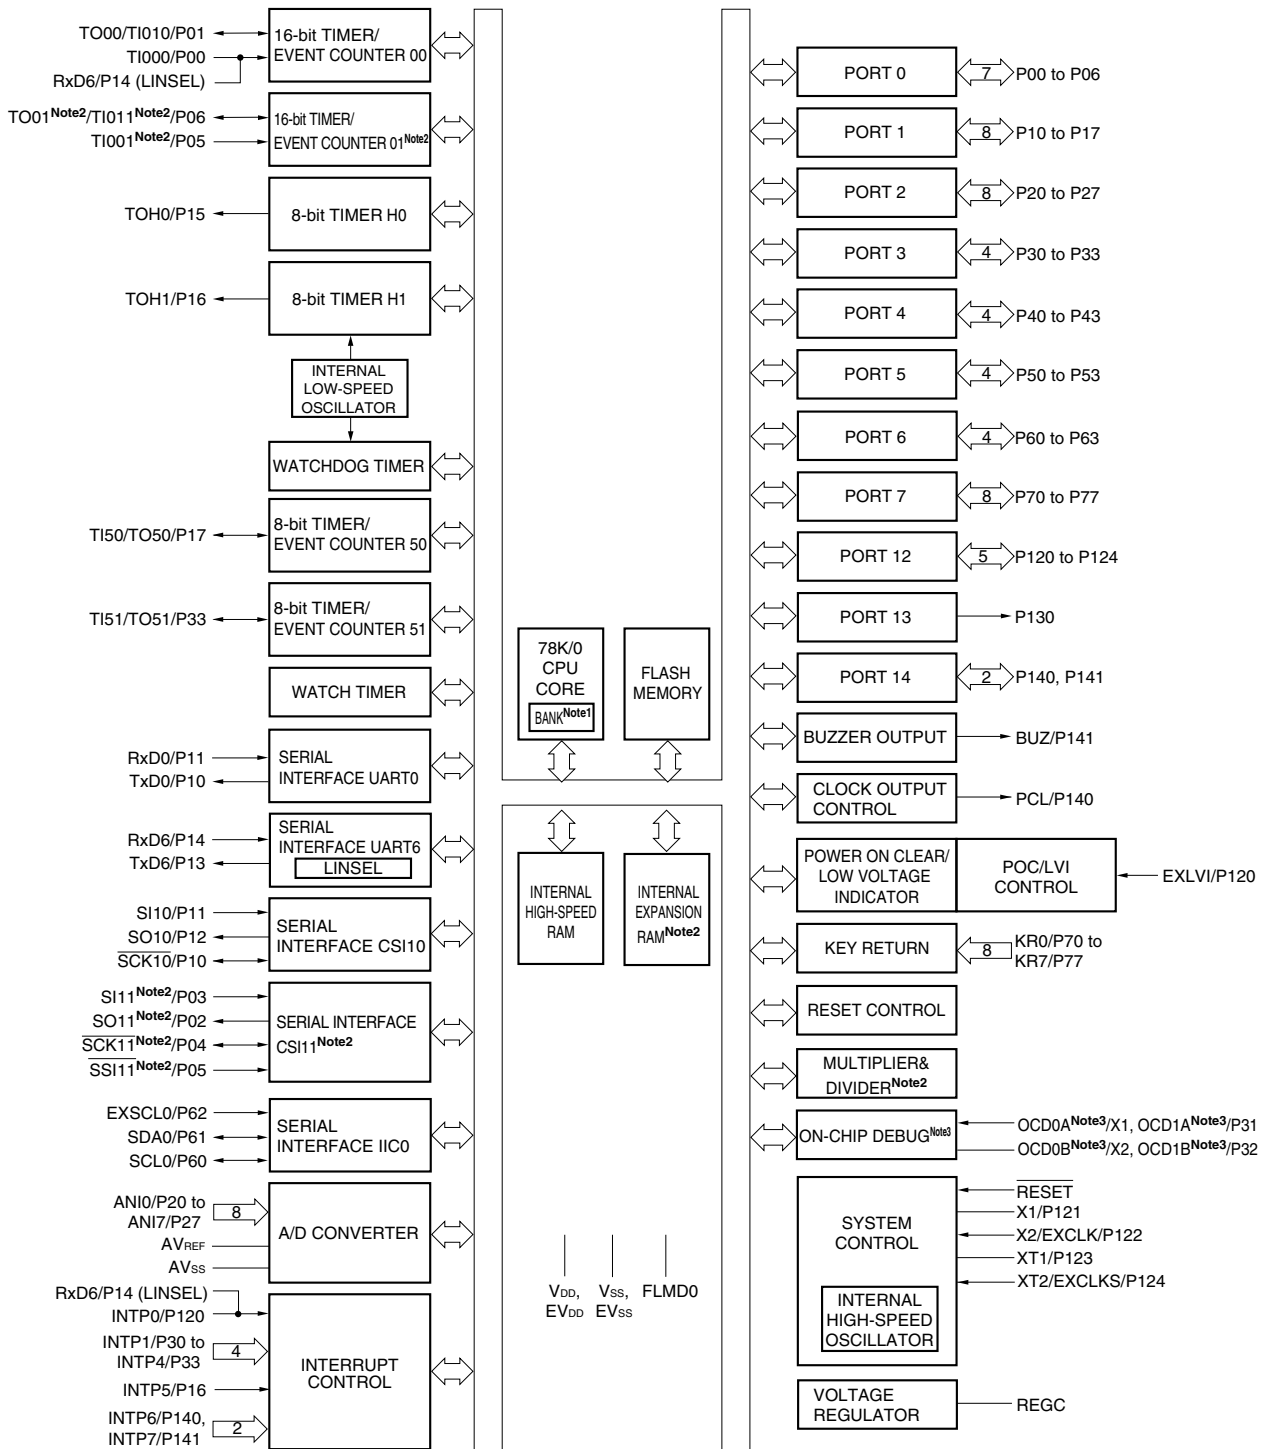 TO00/TI010/P01
TI000/P00
RxD6/P14 (LINSEL)
16-bit TIMER/
EVENT COUNTER 00
TO01Note2/TI011Note2/P06
TI001Note2/P05
16-bit TIMER/
EVENT COUNTER 01Note2
TOH0/P15
8-bit TIMER H0
TOH1/P16
8-bit TIMER H1
INTERNAL
LOW-SPEED
OSCILLATOR
WATCHDOG TIMER
TI50/TO50/P17
8-bit TIMER/
EVENT COUNTER 50
TI51/TO51/P33
8-bit TIMER/
EVENT COUNTER 51
WATCH TIMER
RxD0/P11
TxD0/P10
SERIAL
INTERFACE UART0
RxD6/P14
TxD6/P13
SERIAL
INTERFACE UART6
LINSEL
SI10/P11
SO10/P12
SCK10/P10
SERIAL
INTERFACE CSI10
SI11Note2/P03
SO11Note2/P02
SCK11Note2/P04
SSI11Note2/P05
SERIAL INTERFACE
CSI11Note2
EXSCL0/P62
SDA0/P61
SCL0/P60
SERIAL
INTERFACE IIC0
ANI0/P20 to
ANI7/P27
8
AVREF
AVSS
A/D CONVERTER
RxD6/P14 (LINSEL)
INTP0/P120
INTP1/P30 to
INTP4/P33
4
INTP5/P16
INTP6/P140,
INTP7/P141
2
INTERRUPT
CONTROL
78K/0
CPU
CORE
BANKNote1
FLASH
MEMORY
INTERNAL
HIGH-SPEED
RAM
INTERNAL
EXPANSION
RAMNote2
VDD,
EVDD
VSS,
EVSS
FLMD0
PORT 0
7
P00 to P06
PORT 1
8
P10 to P17
PORT 2
8
P20 to P27
PORT 3
4
P30 to P33
PORT 4
4
P40 to P43
PORT 5
4
P50 to P53
PORT 6
4
P60 to P63
PORT 7
8
P70 to P77
PORT 12
5
P120 to P124
PORT 13
P130
PORT 14
2
P140, P141
BUZZER OUTPUT
BUZ/P141
CLOCK OUTPUT
CONTROL
PCL/P140
POWER ON CLEAR/
LOW VOLTAGE
INDICATOR
POC/LVI
CONTROL
EXLVI/P120
KEY RETURN
8
KR0/P70 to
KR7/P77
RESET CONTROL
MULTIPLIER&
DIVIDERNote2
ON-CHIP DEBUGNote3
OCD0ANote3/X1, OCD1ANote3/P31
OCD0BNote3/X2, OCD1BNote3/P32
SYSTEM
CONTROL
INTERNAL
HIGH-SPEED
OSCILLATOR
RESET
X1/P121
X2/EXCLK/P122
XT1/P123
XT2/EXCLKS/P124
VOLTAGE
REGULATOR
REGC